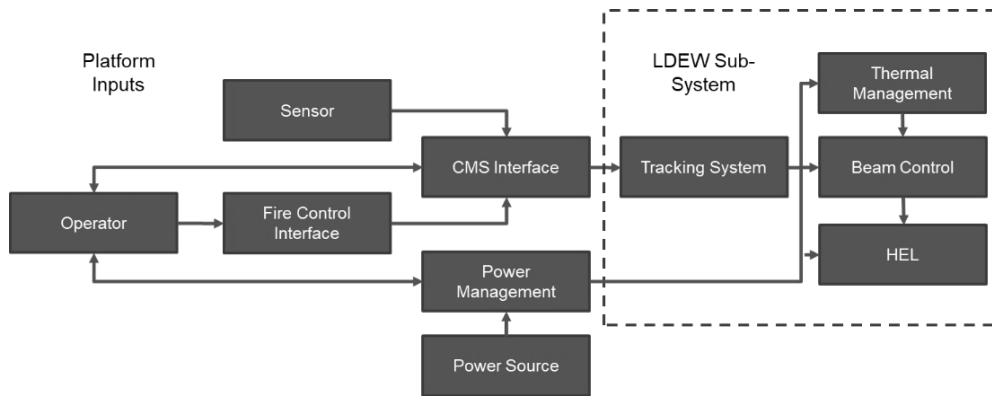 Platform
Inputs
LDEW Sub-
System
Sensor
Thermal
Management
CMS Interface
Tracking System
Beam Control
Operator
Fire Control
Interface
HEL
Power
Management
Power Source